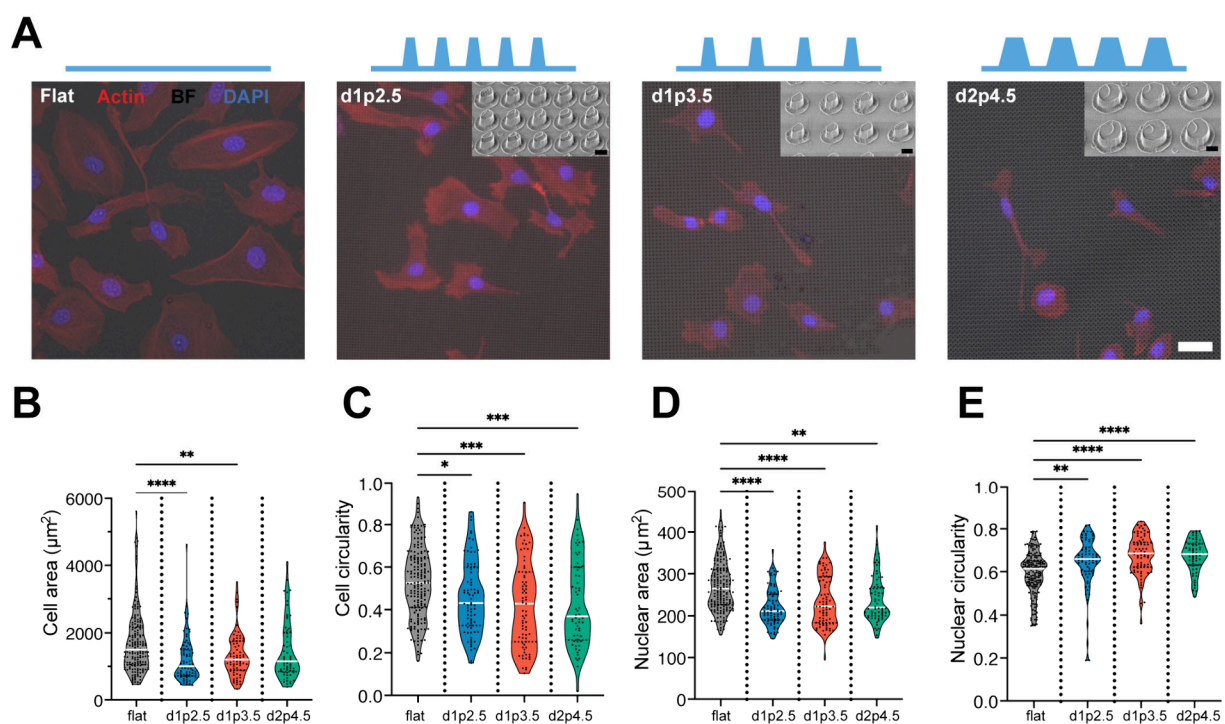 A
Flat Actin BF DAPI
d1p2.5
d1p3.5
d2p4.5
B
****
**
Cell area (µm²)
6000
4000
2000
0
flat d1p2.5 d1p3.5 d2p4.5
C
***
***
*
Cell circularity
1.0
0.8
0.6
0.4
0.2
0.0
flat d1p2.5 d1p3.5 d2p4.5
D
**
****
****
Nuclear area (µm²)
500
400
300
200
100
0
flat d1p2.5 d1p3.5 d2p4.5
E
****
****
**
Nuclear circularity
1.0
0.8
0.6
0.4
0.2
0.0
flat d1p2.5 d1p3.5 d2p4.5